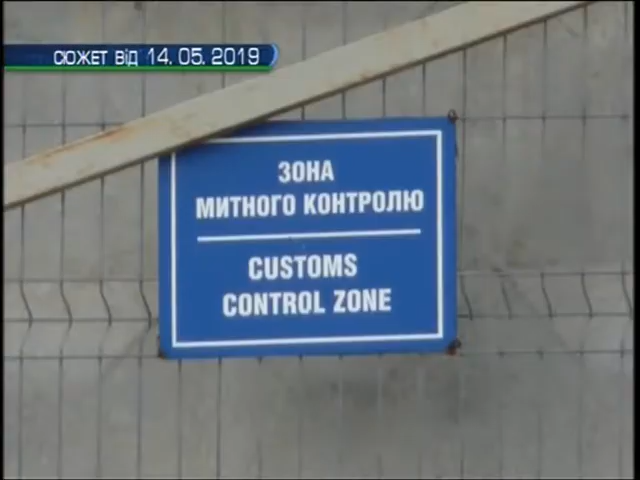 СЮЖЕТ ВІД 14.05.2019
ЗОНА
МИТНОГО КОНТРОЛЮ
CUSTOMS
CONTROL ZONE